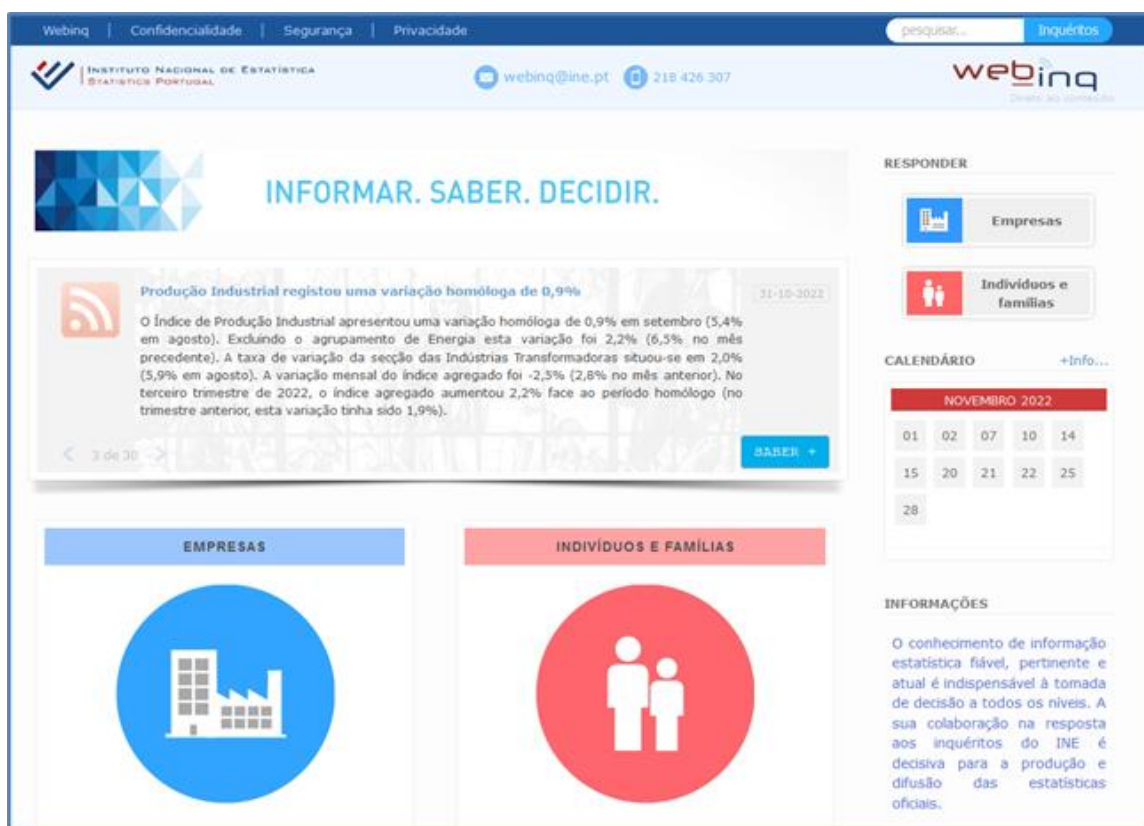 Webinq | Confidencialidade | Segurança | Privacidade
pesquisar... Inquéritos
INSTITUTO NACIONAL DE ESTATÍSTICA
STATISTICS PORTUGAL
webinq@ine.pt 218 426 307
webinq
Direto ao conteúdo
INFORMAR. SABER. DECIDIR.
Produção Industrial registou uma variação homóloga de 0,9%
31-10-2022
O Índice de Produção Industrial apresentou uma variação homóloga de 0,9% em setembro (5,4%
em agosto). Excluindo o agrupamento de Energia esta variação foi 2,2% (6,5% no mês
precedente). A taxa de variação da secção das Indústrias Transformadoras situou-se em 2,0%
(5,9% em agosto). A variação mensal do índice agregado foi -2,5% (2,8% no mês anterior). No
terceiro trimestre de 2022, o índice agregado aumentou 2,2% face ao período homólogo (no
trimestre anterior, esta variação tinha sido 1,9%).
< 3 de 30 >
SABER +
EMPRESAS
INDIVÍDUOS E FAMÍLIAS
RESPONDER
Empresas
Indivíduos e
famílias
CALENDÁRIO +Info...
NOVEMBRO 2022
01 02 07 10 14
15 20 21 22 25
28
INFORMAÇÕES
O conhecimento de informação
estatística fiável, pertinente e
atual é indispensável à tomada
de decisão a todos os níveis. A
sua colaboração na resposta
aos inquéritos do INE é
decisiva para a produção e
difusão das estatísticas
oficiais.